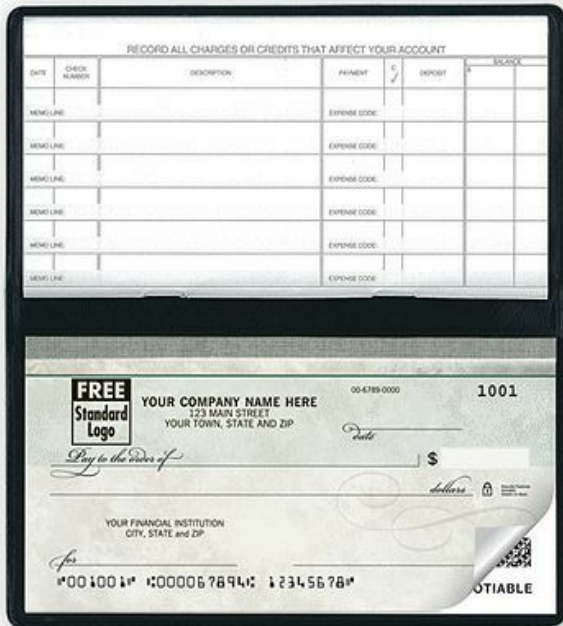 RECORD ALL CHARGES OR CREDITS THAT AFFECT YOUR ACCOUNT
DATE CHECK NUMBER DESCRIPTION PAYMENT C ✓ DEPOSIT $ BALANCE
MEMO LINE: EXPENSE CODE:
MEMO LINE: EXPENSE CODE:
MEMO LINE: EXPENSE CODE:
MEMO LINE: EXPENSE CODE:
MEMO LINE: EXPENSE CODE:
MEMO LINE: EXPENSE CODE:
FREE
Standard
Logo
YOUR COMPANY NAME HERE
123 MAIN STREET
YOUR TOWN, STATE AND ZIP
00-6789-0000
1001
date
Pay to the order of
$
dollars
YOUR FINANCIAL INSTITUTION
CITY, STATE and ZIP
for
⑈001001⑈ ⑆000067894⑆ 12345678⑈
OTIABLE